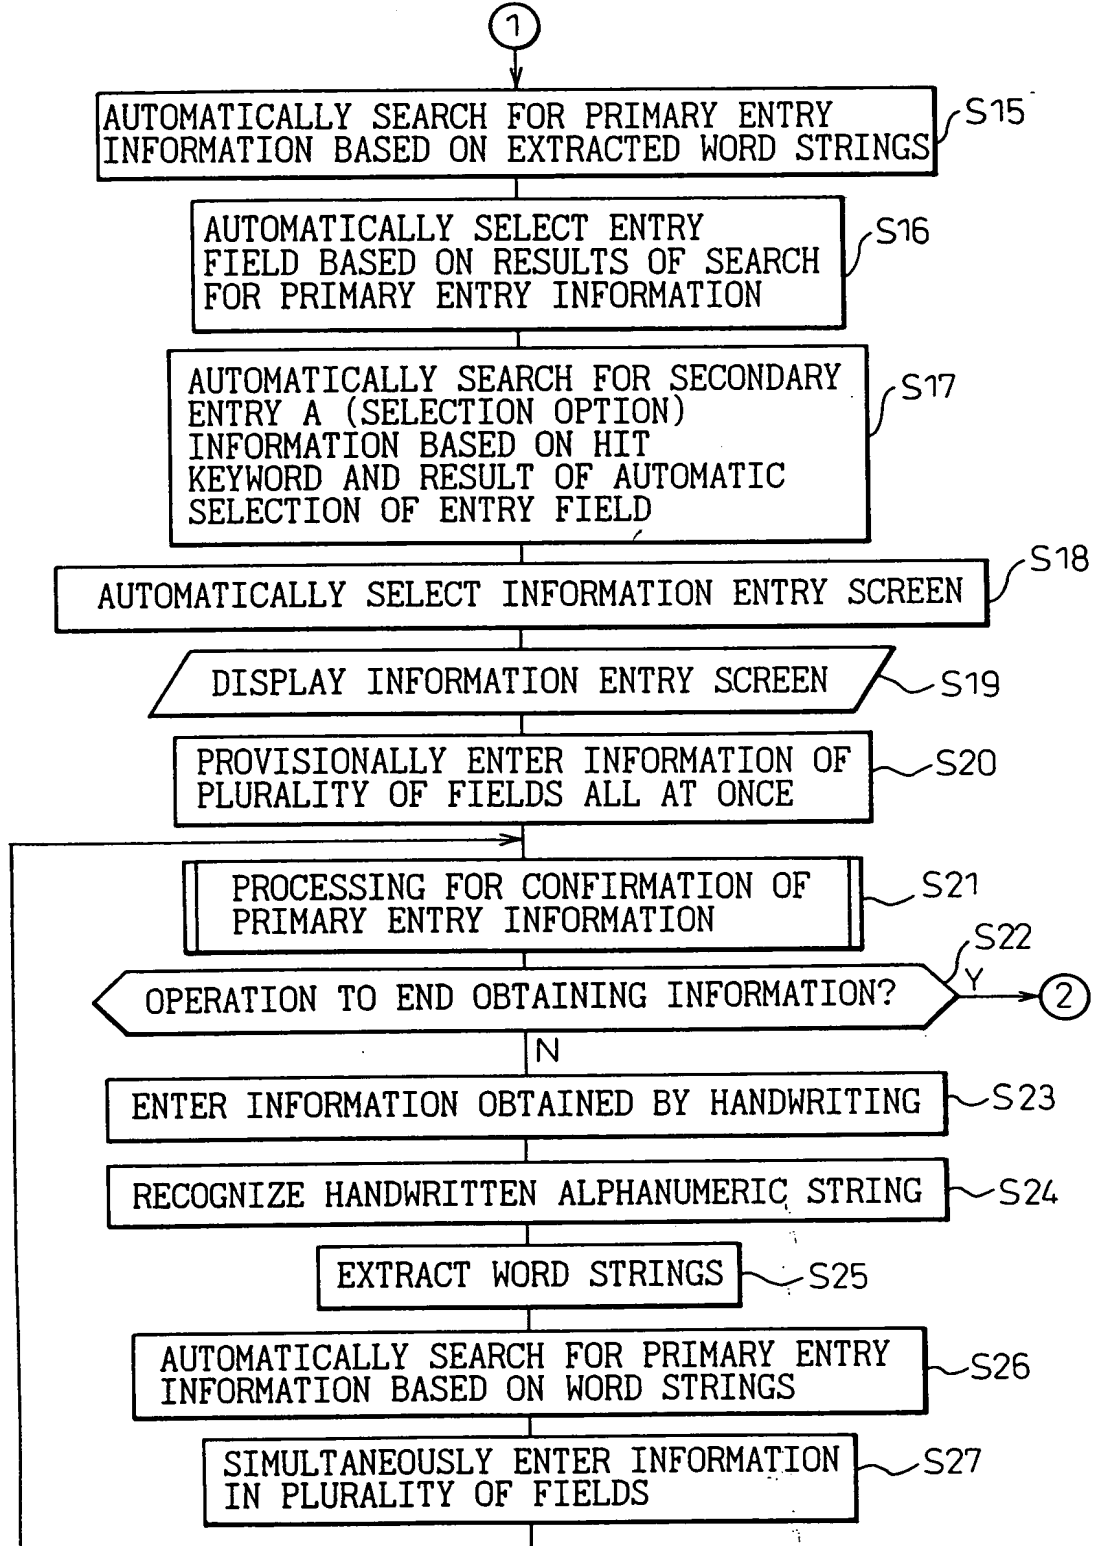 1
AUTOMATICALLY SEARCH FOR PRIMARY ENTRY
INFORMATION BASED ON EXTRACTED WORD STRINGS
S15
AUTOMATICALLY SELECT ENTRY
FIELD BASED ON RESULTS OF SEARCH
FOR PRIMARY ENTRY INFORMATION
S16
AUTOMATICALLY SEARCH FOR SECONDARY
ENTRY A (SELECTION OPTION)
INFORMATION BASED ON HIT
KEYWORD AND RESULT OF AUTOMATIC
SELECTION OF ENTRY FIELD
S17
AUTOMATICALLY SELECT INFORMATION ENTRY SCREEN
S18
DISPLAY INFORMATION ENTRY SCREEN
S19
PROVISIONALLY ENTER INFORMATION OF
PLURALITY OF FIELDS ALL AT ONCE
S20
PROCESSING FOR CONFIRMATION OF
PRIMARY ENTRY INFORMATION
S21
OPERATION TO END OBTAINING INFORMATION?
S22
Y
2
N
ENTER INFORMATION OBTAINED BY HANDWRITING
S23
RECOGNIZE HANDWRITTEN ALPHANUMERIC STRING
S24
EXTRACT WORD STRINGS
S25
AUTOMATICALLY SEARCH FOR PRIMARY ENTRY
INFORMATION BASED ON WORD STRINGS
S26
SIMULTANEOUSLY ENTER INFORMATION
IN PLURALITY OF FIELDS
S27